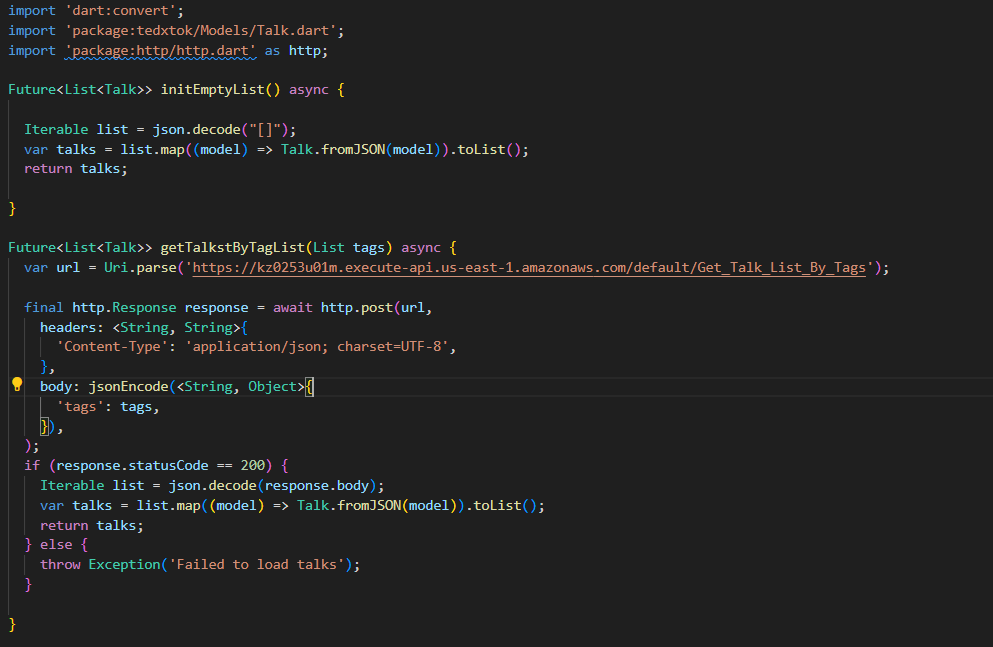 import 'dart:convert';
import 'package:tedxtok/Models/Talk.dart';
import 'package:http/http.dart' as http;
Future<List<Talk>> initEmptyList() async {
Iterable list = json.decode("[]");
var talks = list.map((model) => Talk.fromJSON(model)).toList();
return talks;
}
Future<List<Talk>> getTalkstByTagList(List tags) async {
var url = Uri.parse('https://kz0253u01m.execute-api.us-east-1.amazonaws.com/default/Get_Talk_List_By_Tags');
final http.Response response = await http.post(url,
headers: <String, String>{
'Content-Type': 'application/json; charset=UTF-8',
},
body: jsonEncode(<String, Object>{
'tags': tags,
}),
);
if (response.statusCode == 200) {
Iterable list = json.decode(response.body);
var talks = list.map((model) => Talk.fromJSON(model)).toList();
return talks;
} else {
throw Exception('Failed to load talks');
}
}